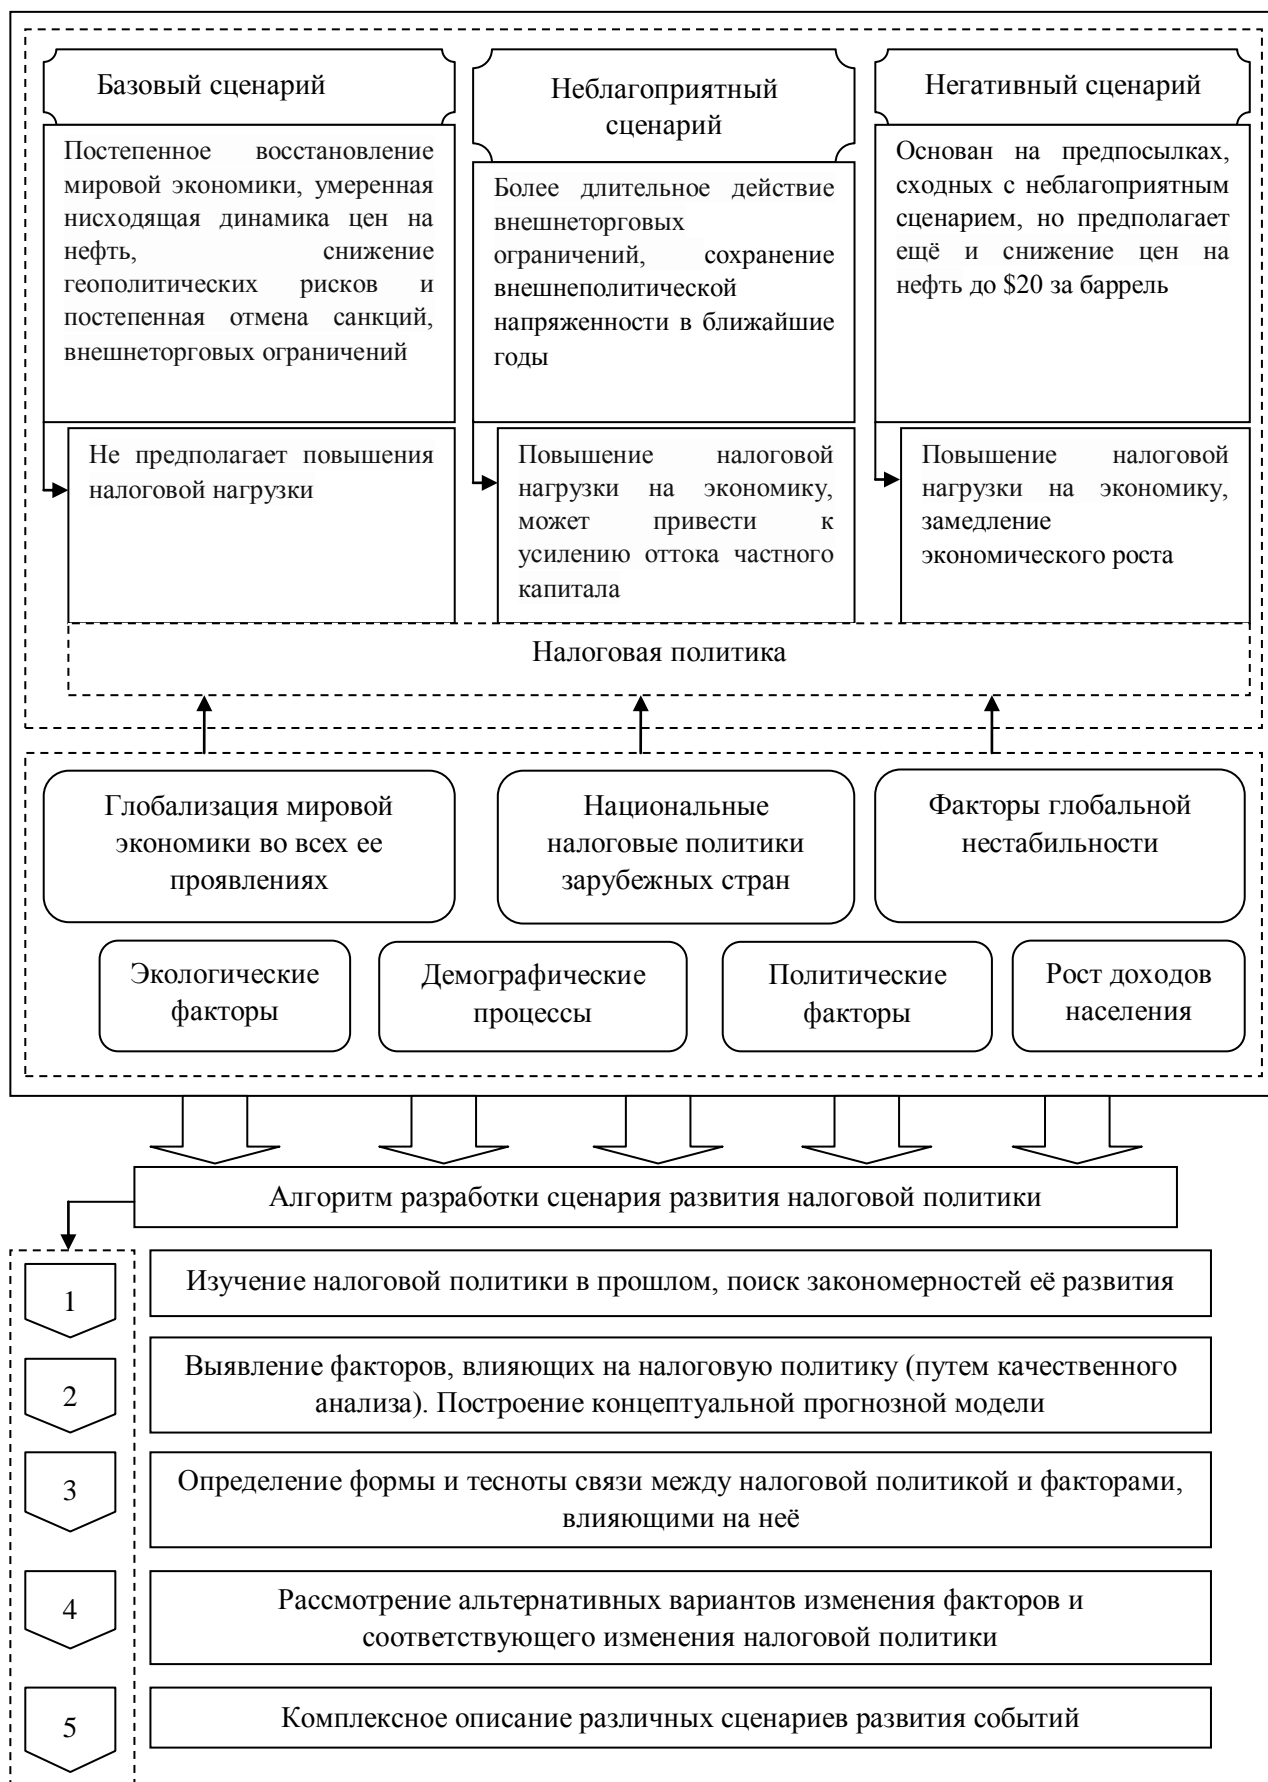 Базовый сценарий
Постепенное восстановление
мировой экономики, умеренная
нисходящая динамика цен на
нефть, снижение
геополитических рисков и
постепенная отмена санкций,
внешнеторговых ограничений
Не предполагает повышения
налоговой нагрузки
Неблагоприятный
сценарий
Более длительное действие
внешнеторговых
ограничений, сохранение
внешнеполитической
напряженности в ближайшие
годы
Повышение налоговой
нагрузки на экономику,
может привести к
усилению оттока частного
капитала
Негативный сценарий
Основан на предпосылках,
сходных с неблагоприятным
сценарием, но предполагает
ещё и снижение цен на
нефть до $20 за баррель
Повышение налоговой
нагрузки на экономику,
замедление
экономического роста
Налоговая политика
Глобализация мировой
экономики во всех ее
проявлениях
Национальные
налоговые политики
зарубежных стран
Факторы глобальной
нестабильности
Экологические
факторы
Демографические
процессы
Политические
факторы
Рост доходов
населения
Алгоритм разработки сценария развития налоговой политики
1
Изучение налоговой политики в прошлом, поиск закономерностей её развития
2
Выявление факторов, влияющих на налоговую политику (путем качественного
анализа). Построение концептуальной прогнозной модели
3
Определение формы и тесноты связи между налоговой политикой и факторами,
влияющими на неё
4
Рассмотрение альтернативных вариантов изменения факторов и
соответствующего изменения налоговой политики
5
Комплексное описание различных сценариев развития событий